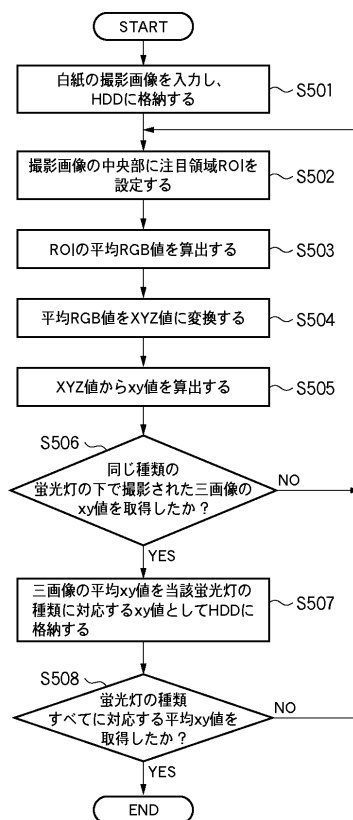 START
白紙の撮影画像を入力し、
HDDに格納する
S501
撮影画像の中央部に注目領域ROIを
設定する
S502
ROIの平均RGB値を算出する
S503
平均RGB値をXYZ値に変換する
S504
XYZ値からxy値を算出する
S505
S506
同じ種類の
蛍光灯の下で撮影された三画像の
xy値を取得したか？
NO
YES
三画像の平均xy値を当該蛍光灯の
種類に対応するxy値としてHDDに
格納する
S507
S508
蛍光灯の種類
すべてに対応する平均xy値を
取得したか？
NO
YES
END